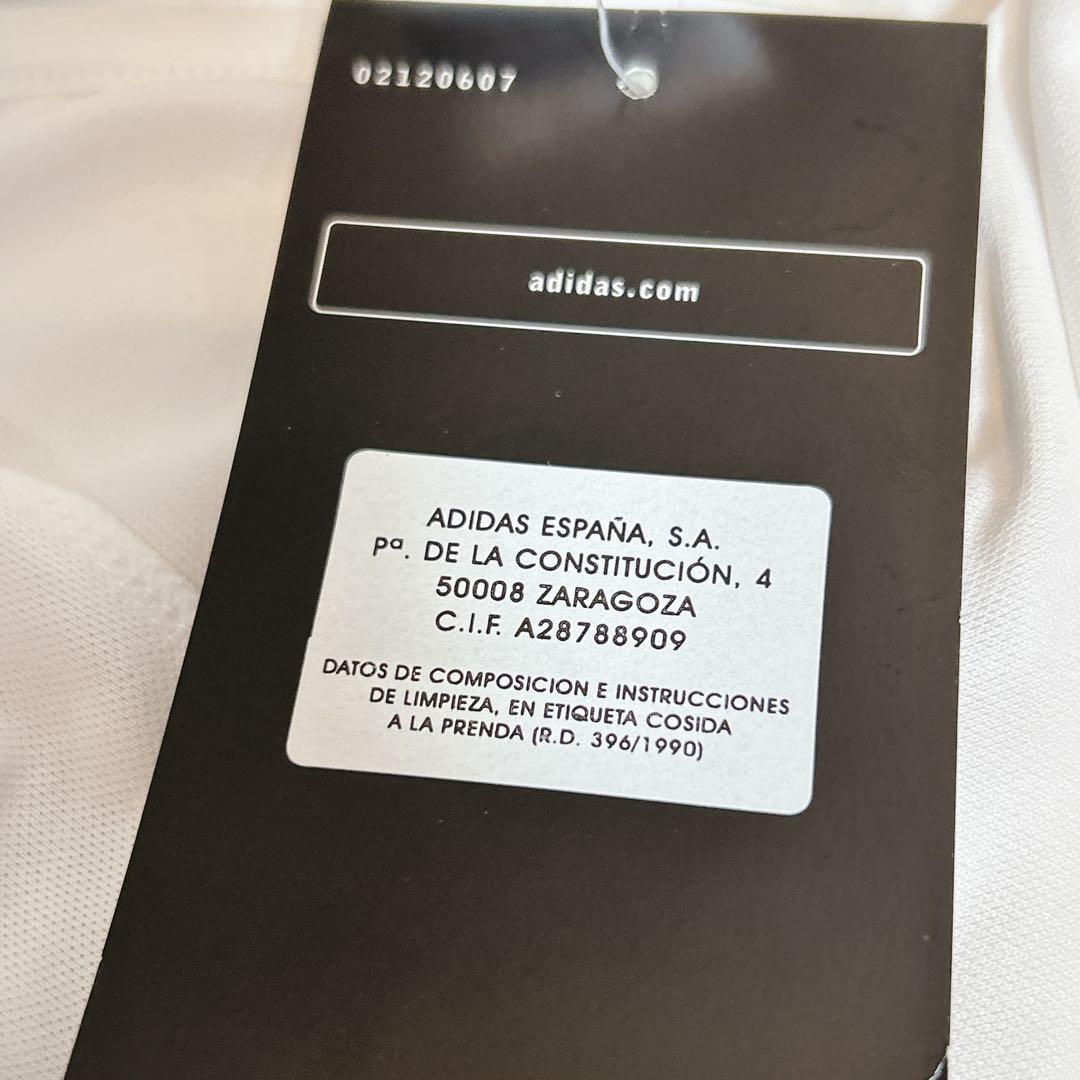 02120607
adidas.com
ADIDAS ESPAÑA, S.A.
Pª. DE LA CONSTITUCIÓN, 4
50008 ZARAGOZA
C.I.F. A28788909
DATOS DE COMPOSICION E INSTRUCCIONES
DE LIMPIEZA, EN ETIQUETA COSIDA
A LA PRENDA (R.D. 396/1990)